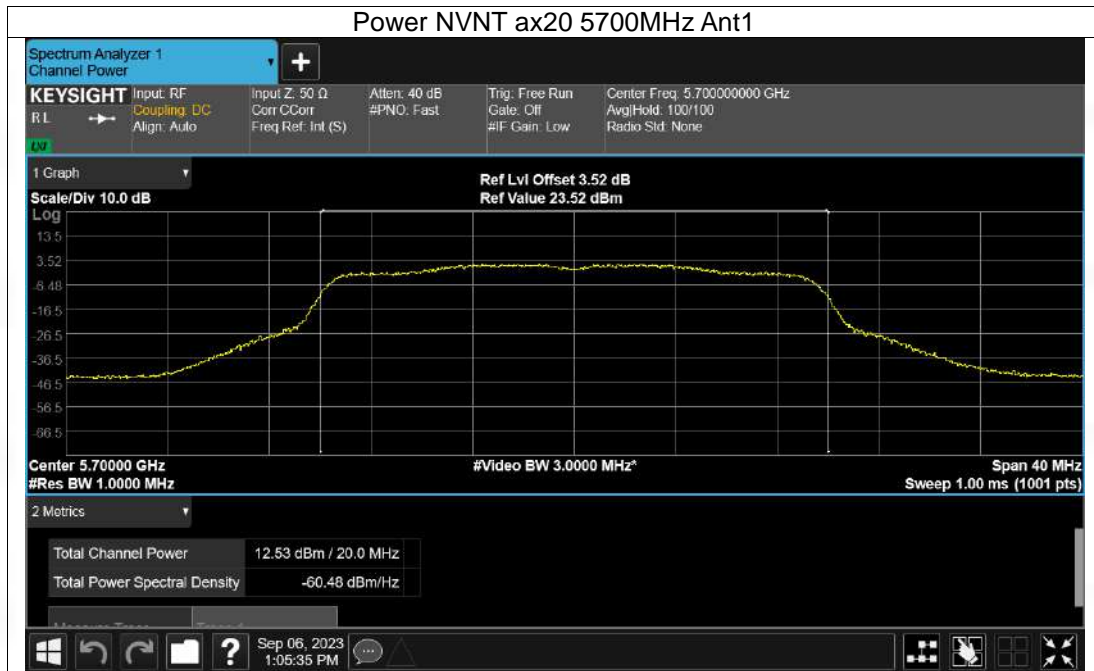 Power NVNT ax20 5700MHz Ant1
Spectrum Analyzer 1
Channel Power
KEYSIGHT
RL
LXI
Input: RF
Coupling: DC
Align: Auto
Input Z: 50 Ω
Corr CCorr
Freq Ref: Int (S)
Atten: 40 dB
#PNO: Fast
Trig: Free Run
Gate: Off
#IF Gain: Low
Center Freq: 5.700000000 GHz
Avg|Hold: 100/100
Radio Std: None
1 Graph
Scale/Div 10.0 dB
Ref Lvl Offset 3.52 dB
Ref Value 23.52 dBm
Log
13.5
3.52
-6.48
-16.5
-26.5
-36.5
-46.5
-56.5
-66.5
Center 5.70000 GHz
#Video BW 3.0000 MHz*
Span 40 MHz
#Res BW 1.0000 MHz
Sweep 1.00 ms (1001 pts)
2 Metrics
Total Channel Power 12.53 dBm / 20.0 MHz
Total Power Spectral Density -60.48 dBm/Hz
?
Sep 06, 2023
1:05:35 PM